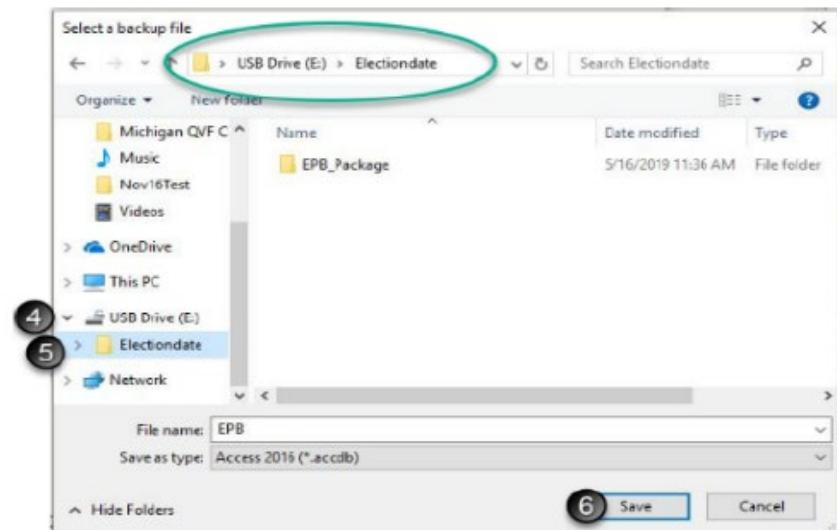 Select a backup file
USB Drive (E:) > Electiondate
Search Electiondate
Organize
New folder
Name
Date modified
Type
Michigan QVF C
Music
Nov16Test
Videos
OneDrive
This PC
4
USB Drive (E:)
5
Electiondate
Network
EPB_Package
5/16/2019 11:36 AM
File folder
File name: EPB
Save as type: Access 2016 (*.accdb)
Hide Folders
6
Save
Cancel